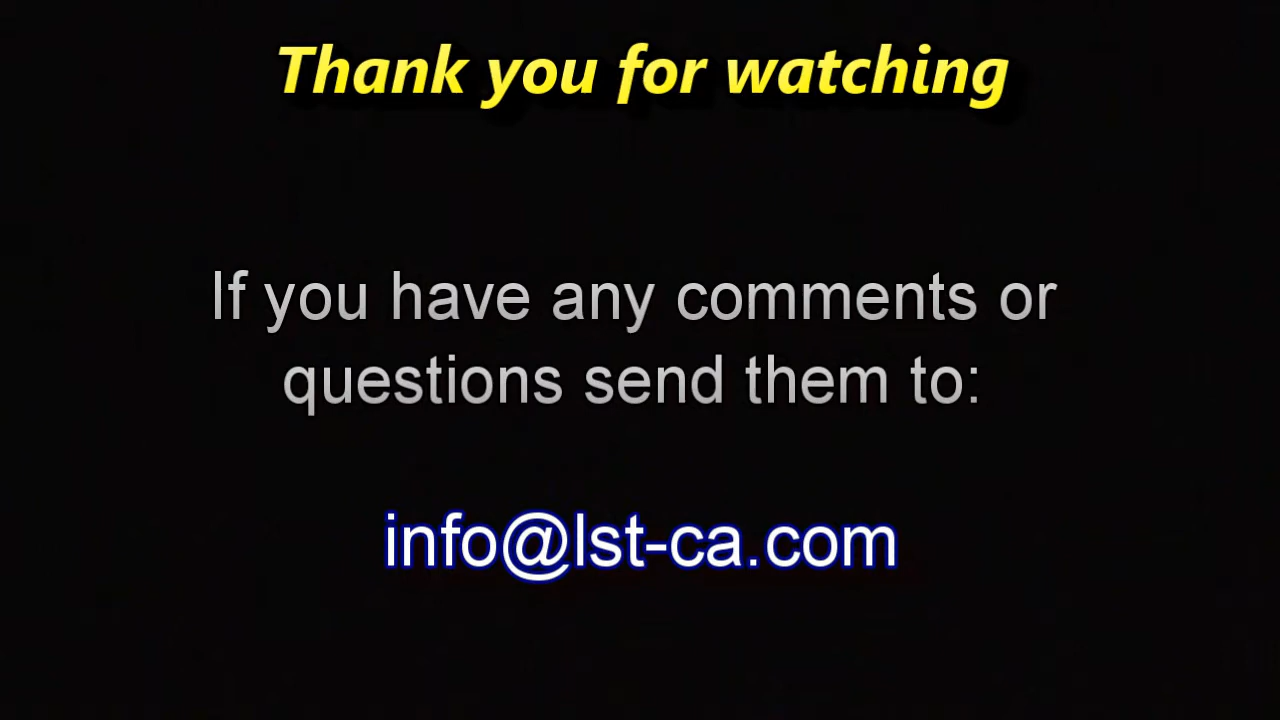 Thank you for watching
If you have any comments or
questions send them to:
info@lst-ca.com